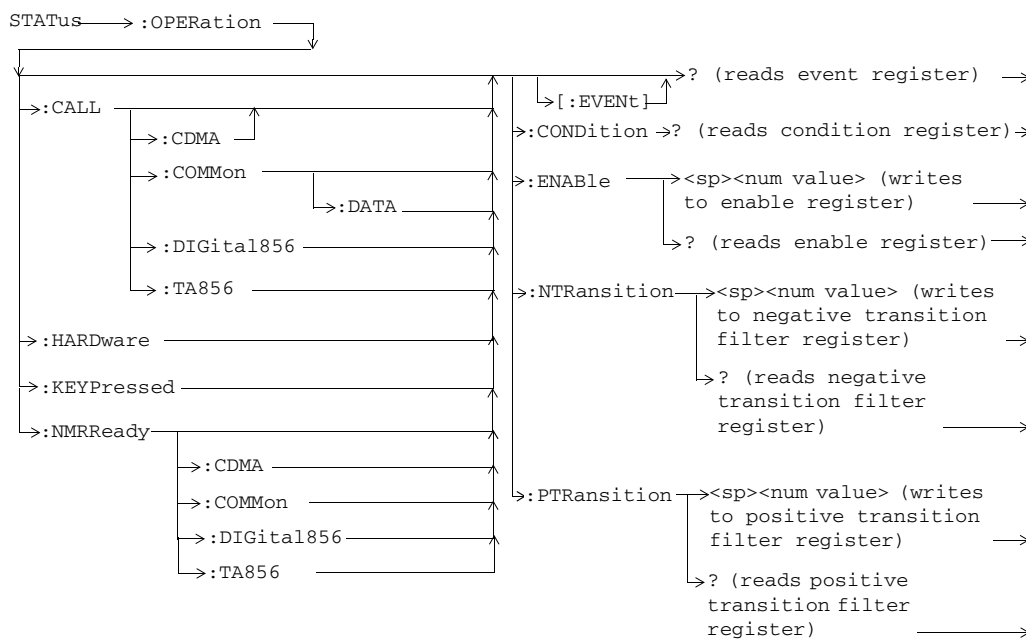 STATus :OPERation
:CALL
:CDMA
:COMMon
:DATA
:DIGital856
:TA856
:HARDware
:KEYPressed
:NMRReady
:CDMA
:COMMon
:DIGital856
:TA856
? (reads event register)
[:EVENt]
:CONDition ? (reads condition register)
:ENABle <sp><num value> (writes
to enable register)
? (reads enable register)
:NTRansition <sp><num value> (writes
to negative transition
filter register)
? (reads negative
transition filter
register)
:PTRansition <sp><num value> (writes
to positive transition
filter register)
? (reads positive
transition filter
register)